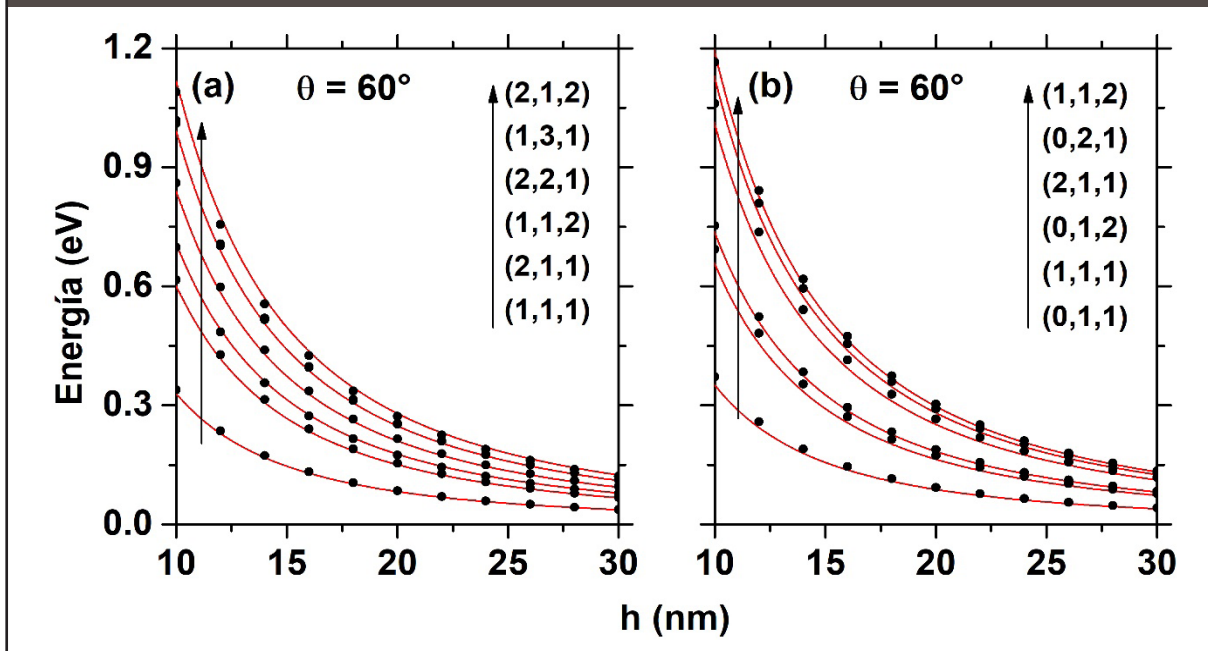 (a) θ = 60°
(2,1,2)
(1,3,1)
(2,2,1)
(1,1,2)
(2,1,1)
(1,1,1)
1.2
0.9
0.6
0.3
0.0
Energía (eV)
10 15 20 25 30
(b) θ = 60°
(1,1,2)
(0,2,1)
(2,1,1)
(0,1,2)
(1,1,1)
(0,1,1)
10 15 20 25 30
h (nm)